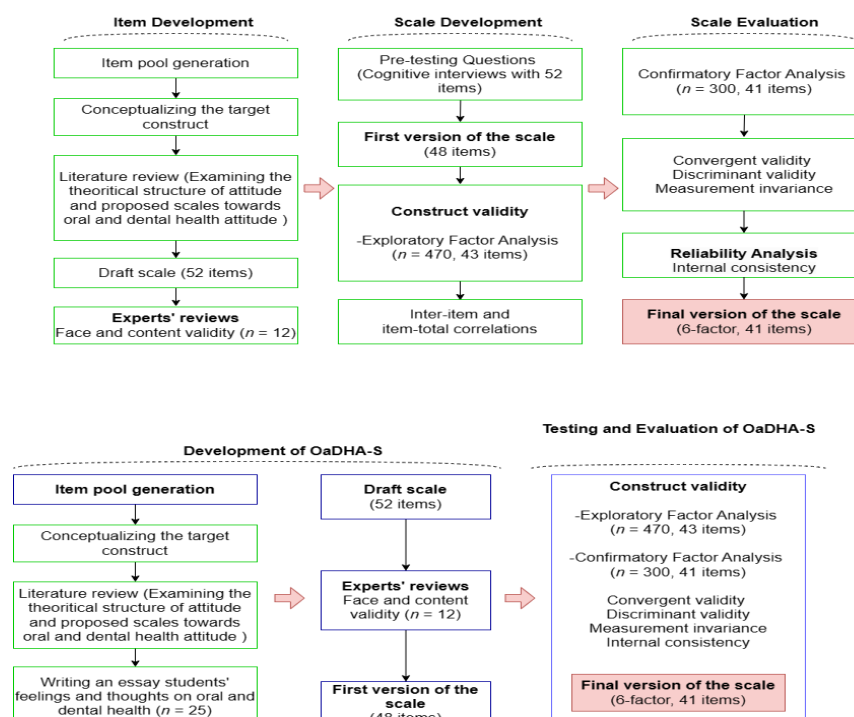 Item Development
Item pool generation
Conceptualizing the target
construct
Literature review (Examining the
theoritical structure of attitude
and proposed scales towards
oral and dental health attitude )
Draft scale (52 items)
Experts' reviews
Face and content validity (n = 12)
Scale Development
Pre-testing Questions
(Cognitive interviews with 52
items)
First version of the scale
(48 items)
Construct validity
-Exploratory Factor Analysis
(n = 470, 43 items)
Inter-item and
item-total correlations
Scale Evaluation
Confirmatory Factor Analysis
(n = 300, 41 items)
Convergent validity
Discriminant validity
Measurement invariance
Reliability Analysis
Internal consistency
Final version of the scale
(6-factor, 41 items)
Development of OaDHA-S
Item pool generation
Conceptualizing the target
construct
Literature review (Examining the
theoritical structure of attitude
and proposed scales towards
oral and dental health attitude )
Writing an essay students'
feelings and thoughts on oral and
dental health (n = 25)
Draft scale
(52 items)
Experts' reviews
Face and content
validity (n = 12)
First version of the
scale
(48 items)
Testing and Evaluation of OaDHA-S
Construct validity
-Exploratory Factor Analysis
(n = 470, 43 items)
-Confirmatory Factor Analysis
(n = 300, 41 items)
Convergent validity
Discriminant validity
Measurement invariance
Internal consistency
Final version of the scale
(6-factor, 41 items)